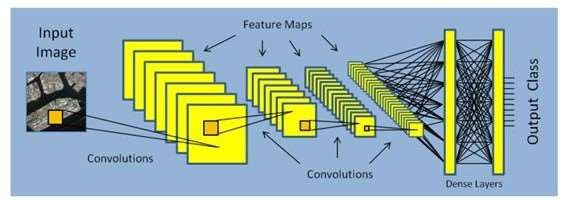 Feature Maps
Input
Image
Convolutions
Convolutions
Dense Layers
Output Class